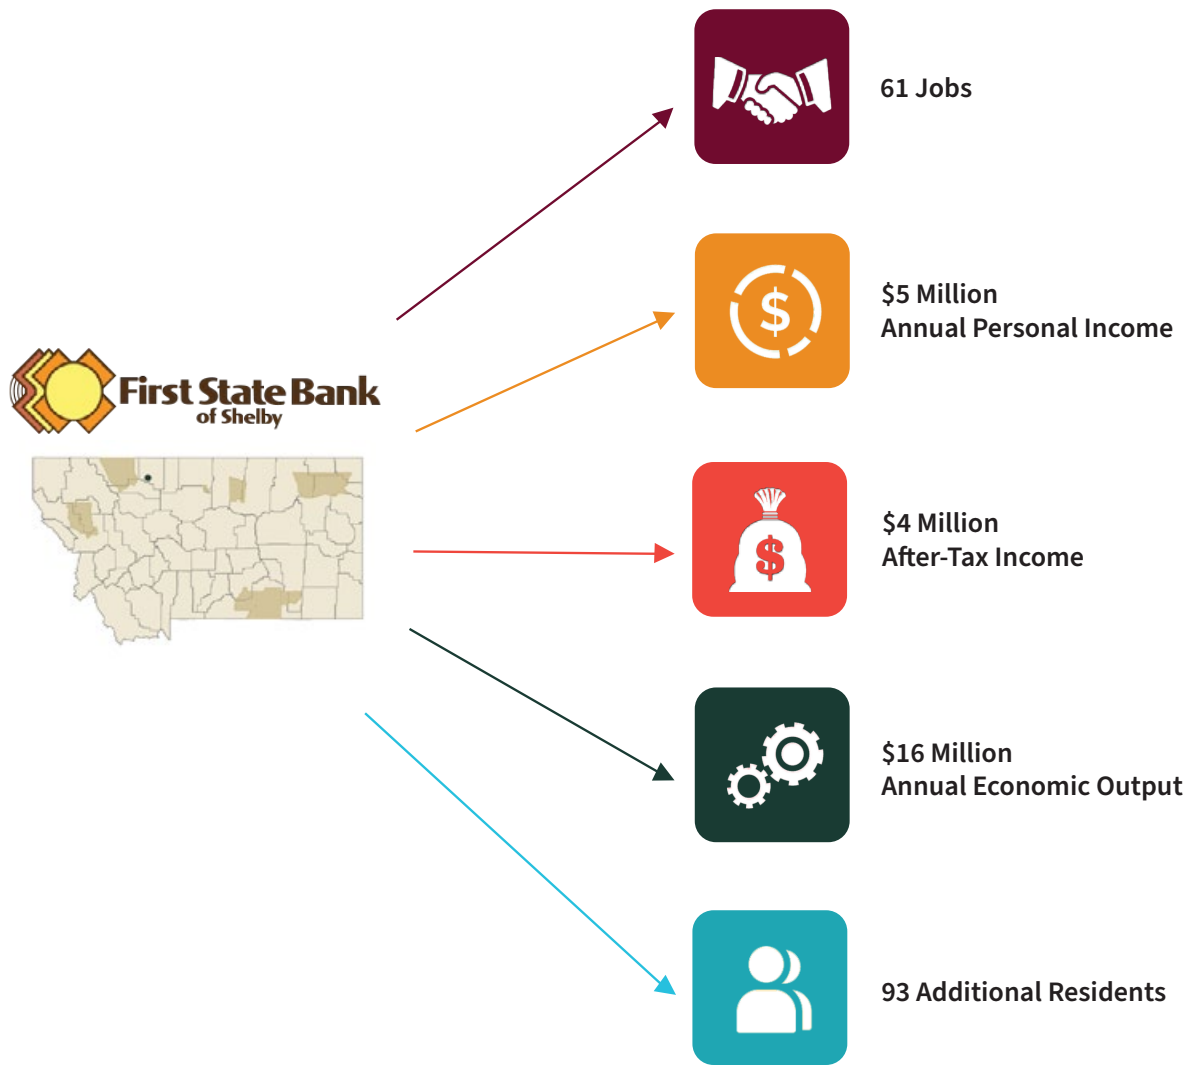 61 Jobs
$5 Million
Annual Personal Income
First State Bank
of Shelby
$
$4 Million
After-Tax Income
$
$16 Million
Annual Economic Output
93 Additional Residents